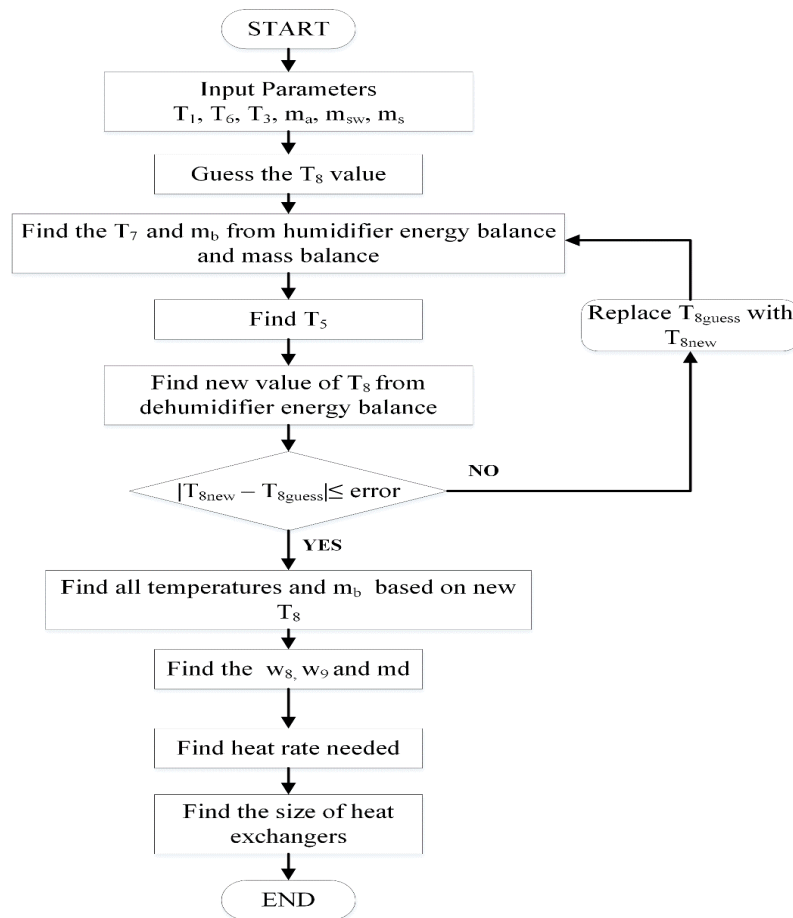 START
Input Parameters
T₁, T₆, T₃, mₐ, m_sw, mₛ
Guess the T₈ value
Find the T₇ and m_b from humidifier energy balance
and mass balance
Find T₅
Replace T₈guess with
T₈new
Find new value of T₈ from
dehumidifier energy balance
|T₈new – T₈guess|≤ error
NO
YES
Find all temperatures and m_b based on new
T₈
Find the w₈, w₉ and md
Find heat rate needed
Find the size of heat
exchangers
END